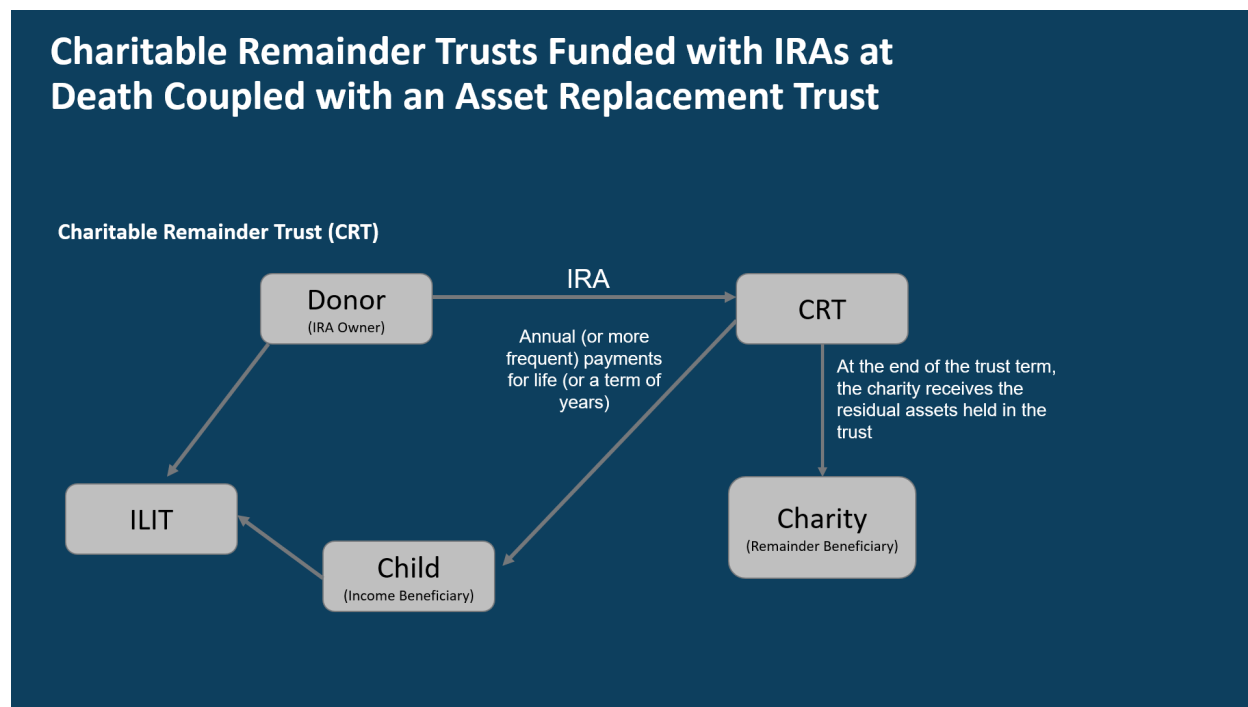 Charitable Remainder Trusts Funded with IRAs at
Death Coupled with an Asset Replacement Trust
Charitable Remainder Trust (CRT)
Donor
(IRA Owner)
IRA
CRT
Annual (or more
frequent) payments
for life (or a term of
years)
At the end of the trust term,
the charity receives the
residual assets held in the
trust
ILIT
Child
(Income Beneficiary)
Charity
(Remainder Beneficiary)